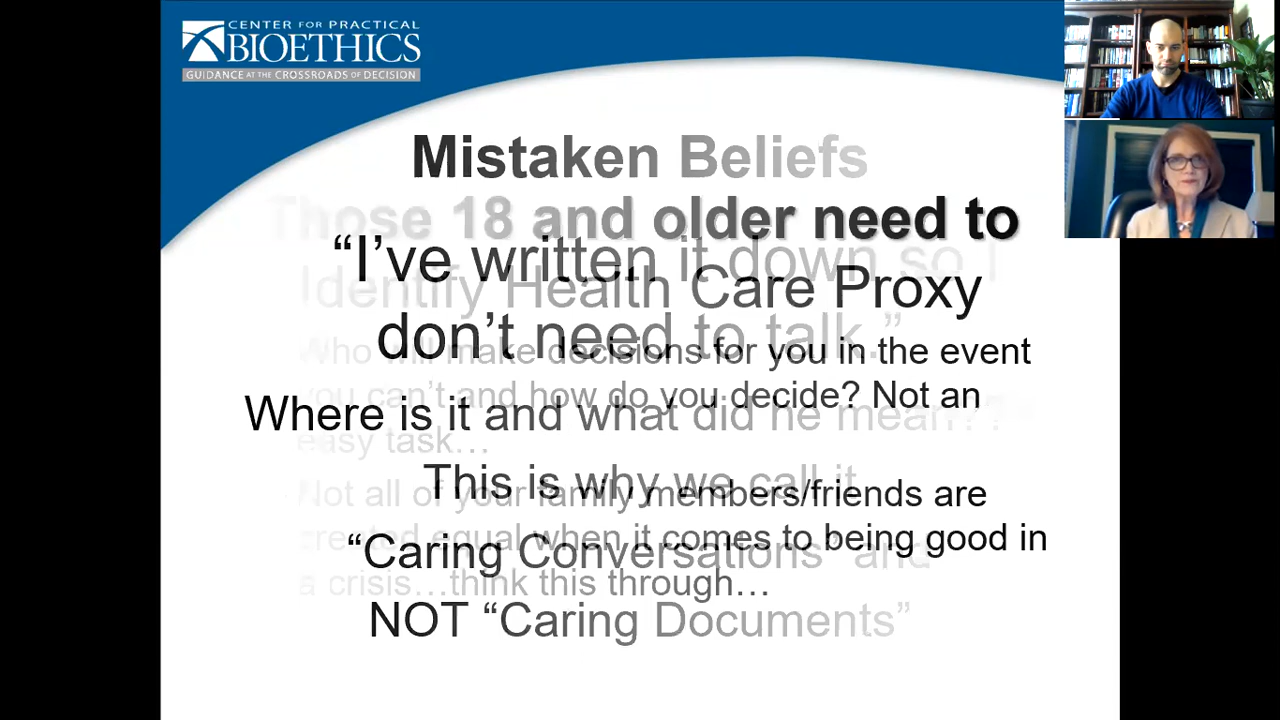 CENTER FOR PRACTICAL
BIOETHICS
GUIDANCE AT THE CROSSROADS OF DECISION
Mistaken Beliefs
Those 18 and older need to
“I’ve written it down so I
Identify Health Care Proxy
don’t need to talk.”
Who will make decisions for you in the event
you can’t and how do you decide? Not an
Where is it and what did he mean??
easy task…
This is why we call it
Not all of your family members/friends are
created equal when it comes to being good in
“Caring Conversations” and
a crisis…think this through…
NOT “Caring Documents”